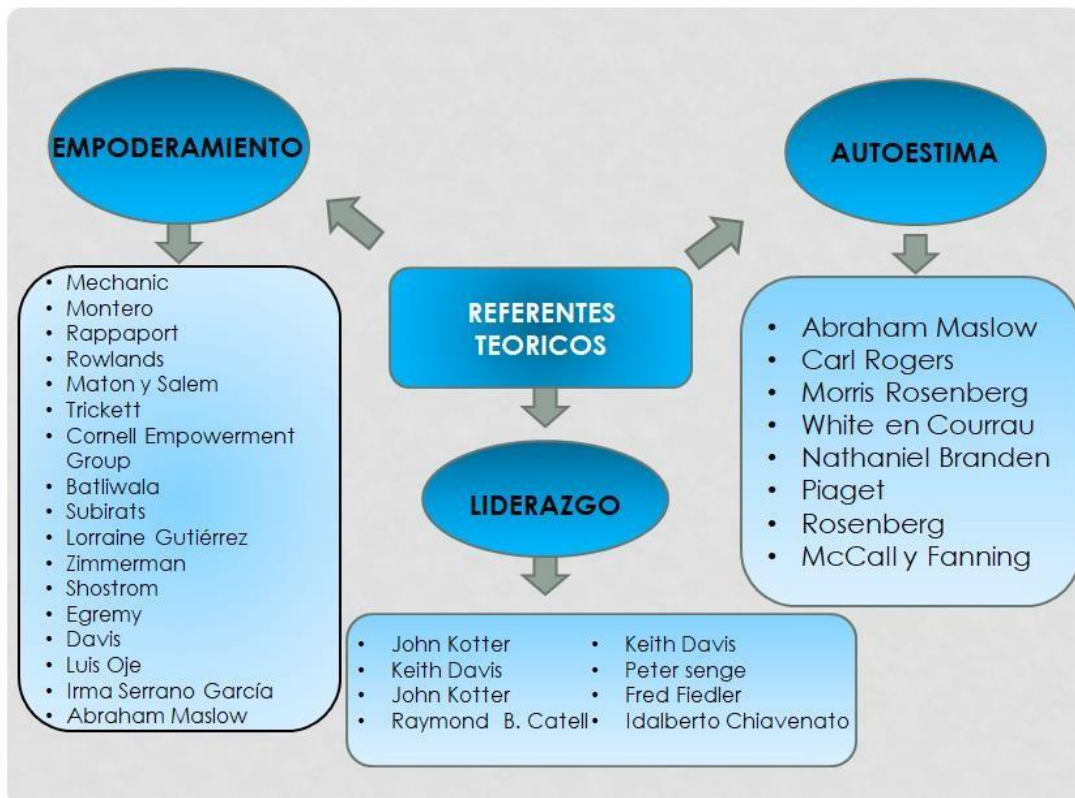 EMPODERAMIENTO
• Mechanic
• Montero
• Rappaport
• Rowlands
• Maton y Salem
• Trickett
• Cornell Empowerment
Group
• Batliwala
• Subirats
• Lorraine Gutiérrez
• Zimmerman
• Shostrom
• Egremy
• Davis
• Luis Oje
• Irma Serrano García
• Abraham Maslow
REFERENTES
TEORICOS
LIDERAZGO
• John Kotter
• Keith Davis
• John Kotter
• Raymond B. Catell
• Keith Davis
• Peter senge
• Fred Fiedler
• Idalberto Chiavenato
AUTOESTIMA
• Abraham Maslow
• Carl Rogers
• Morris Rosenberg
• White en Courrau
• Nathaniel Branden
• Piaget
• Rosenberg
• McCall y Fanning